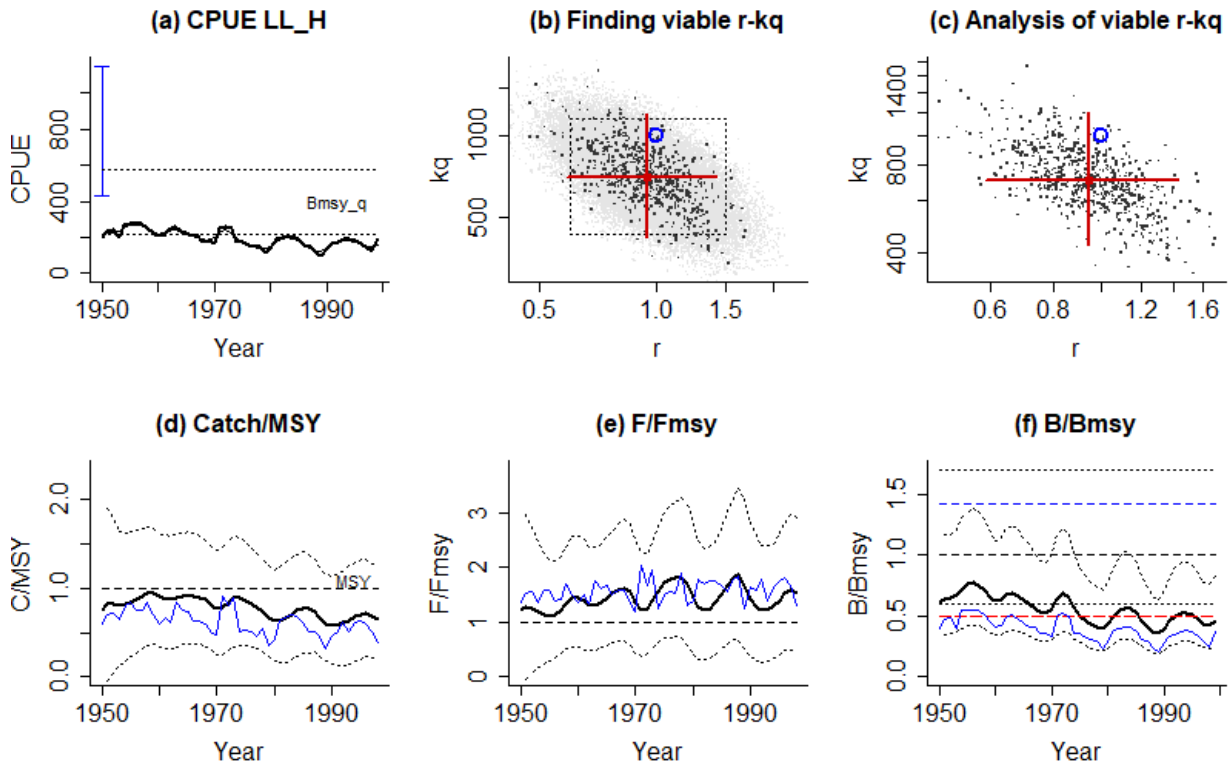 (a) CPUE LL_H
CPUE
0 400 800
Bmsy_q
1950 1970 1990
Year
(b) Finding viable r-kq
kq
500 1000
0.5 1.0 1.5
r
(c) Analysis of viable r-kq
kq
400 800 1400
0.6 0.8 1.2 1.6
r
(d) Catch/MSY
C/MSY
0.0 1.0 2.0
MSY
1950 1970 1990
Year
(e) F/Fmsy
F/Fmsy
0 1 2 3
1950 1970 1990
Year
(f) B/Bmsy
B/Bmsy
0.0 0.5 1.0 1.5
1950 1970 1990
Year